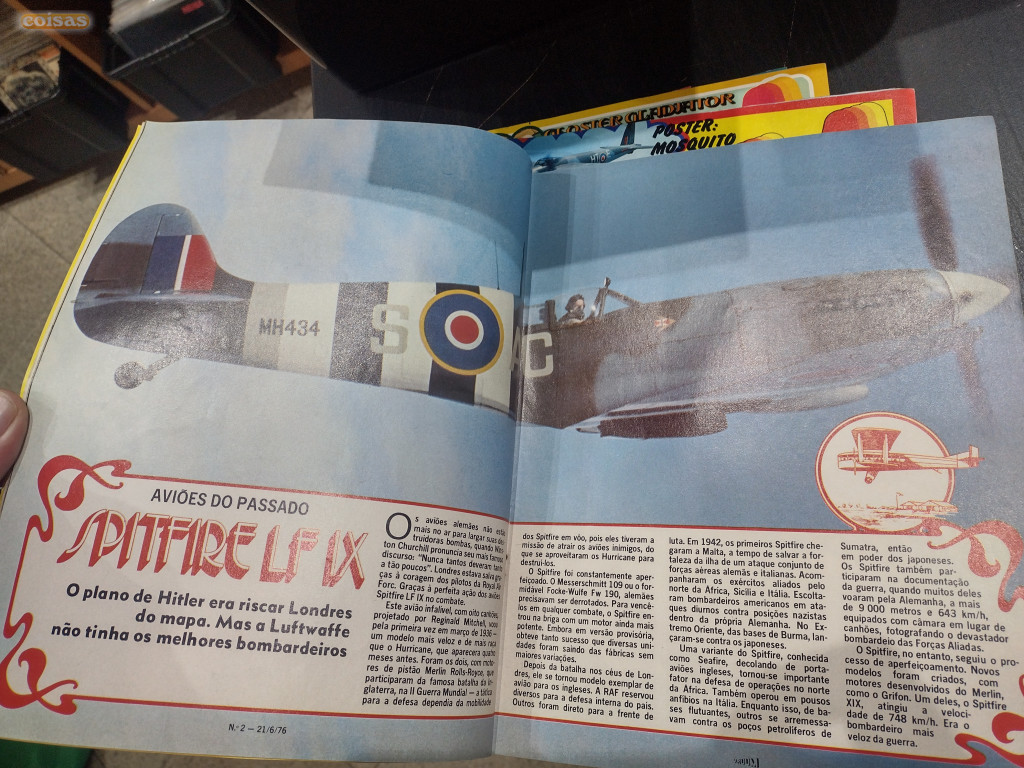 coisas
GLOSTER GLADIATOR
POSTER:
MOSQUITO
MH434
S
AC
AVIÕES DO PASSADO
SPITFIRE LF IX
O plano de Hitler era riscar Londres
do mapa. Mas a Luftwaffe
não tinha os melhores bombardeiros
Os aviões alemães não estão
mais no ar para largar suas des-
truidoras bombas, quando Wins-
ton Churchill pronuncia seu mais famoso
discurso: "Nunca tantos deveram tanto
a tão poucos". Londres estava salva gra-
ças à coragem dos pilotos da Royal Air
Forc. Graças à perfeita ação dos aviões
Spitfire LF IX no combate.
Este avião infalível, com oito canhões,
projetado por Reginald Mitchell, voo
pela primeira vez em março de 1936 —
um modelo mais veloz e de mais raça
que o Hurricane, que aparecera quatro
meses antes. Foram os dois, com moto-
res de pistão Merlin Rolls-Royce, que
participaram da famosa batalha da In-
glaterra, na II Guerra Mundial — a tática
para a defesa dependia da moblidade
dos Spitfire em vôo, pois eles tiveram a
missão de atrair os aviões inimigos, do
que se aproveitaram os Hurricane para
destruí-los.
O Spitfire foi constantemente aper-
feiçoado. O Messerschmitt 109 ou o for-
midável Focke-Wulfe Fw 190, alemães
precisavam ser derrotados. Para vencê-
los em qualquer combate, o Spitfire en-
trou na briga com um motor ainda mais
potente. Embora em versão provisória,
obteve tanto sucesso que diversas uni-
dades foram saindo das fábricas sem
maiores variações.
Depois da batalha nos céus de Lon-
dres, ele se tornou modelo exemplar de
avião para os ingleses. A RAF reservou
diversos para a defesa interna do país.
Outros foram direto para a frente de
luta. Em 1942, os primeiros Spitfire che-
garam a Malta, a tempo de salvar a for-
taleza da ilha de um ataque conjunto de
forças aéreas alemãs e italianas. Acom-
panharam os exércitos aliados pelo
norte da África, Sicília e Itália. Escolta-
ram bombardeiros americanos em ata-
ques diurnos contra posições nazistas
dentro da própria Alemanha. No Ex-
tremo Oriente, das bases de Burma, lan-
çaram-se contra os japoneses.
Uma variante do Spitfire, conhecida
como Seafire, decolando de porta-
aviões ingleses, tornou-se importante
fator na defesa de operações no norte
da África. Também operou em pousos
anfíbios na Itália. Enquanto isso, de ba-
ses flutuantes, outros se arremessa-
vam contra os poços petrolíferos de
Sumatra, então
em poder dos japoneses.
Os Spitfire também par-
ticiparam na documentação
da guerra, quando muitos deles
voaram pela Alemanha, a mais
de 9 000 metros e 643 km/h,
equipados com câmara em lugar de
canhões, fotografando o devastador
bombardeio das Forças Aliadas.
O Spitfire, no entanto, seguiu o pro-
cesso de aperfeiçoamento. Novos
modelos foram criados, com
motores desenvolvidos do Merlin,
como o Grifon. Um deles, o Spitfire
XIX, atingiu a veloci-
dade de 748 km/h. Era o
bombardeiro mais
veloz da guerra.
N.º 2 — 21/6/76